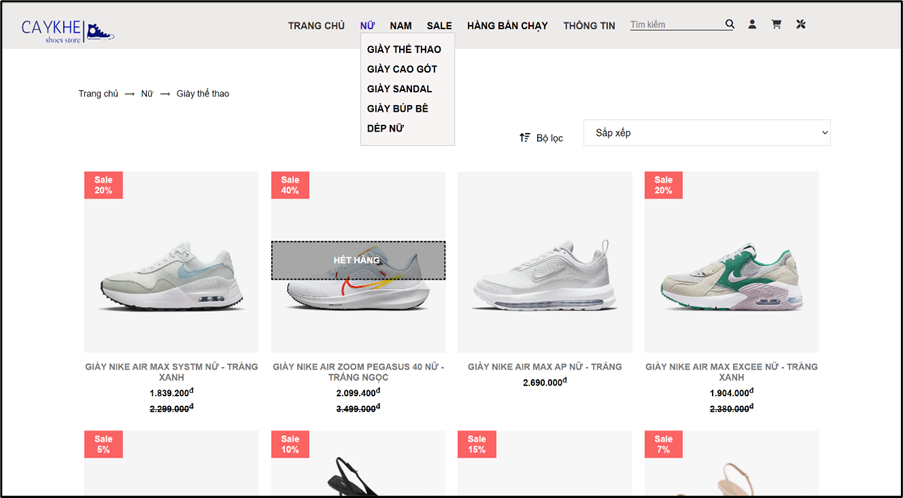 CAYKHE
shoes store
TRANG CHỦ NỮ NAM SALE HÀNG BÁN CHẠY THÔNG TIN Tìm kiếm
GIÀY THỂ THAO
GIÀY CAO GÓT
GIÀY SANDAL
GIÀY BÚP BÊ
DÉP NỮ
Trang chủ → Nữ → Giày thể thao
Bộ lọc Sắp xếp
Sale
20%
Sale
40%
Sale
20%
HẾT HÀNG
GIÀY NIKE AIR MAX SYSTM NỮ - TRẮNG
XANH
1.839.200đ
2.299.000đ
GIÀY NIKE AIR ZOOM PEGASUS 40 NỮ -
TRẮNG NGỌC
2.099.400đ
3.499.000đ
GIÀY NIKE AIR MAX AP NỮ - TRẮNG
2.690.000đ
GIÀY NIKE AIR MAX EXCEE NỮ - TRẮNG
XANH
1.904.000đ
2.380.000đ
Sale
5%
Sale
10%
Sale
15%
Sale
7%